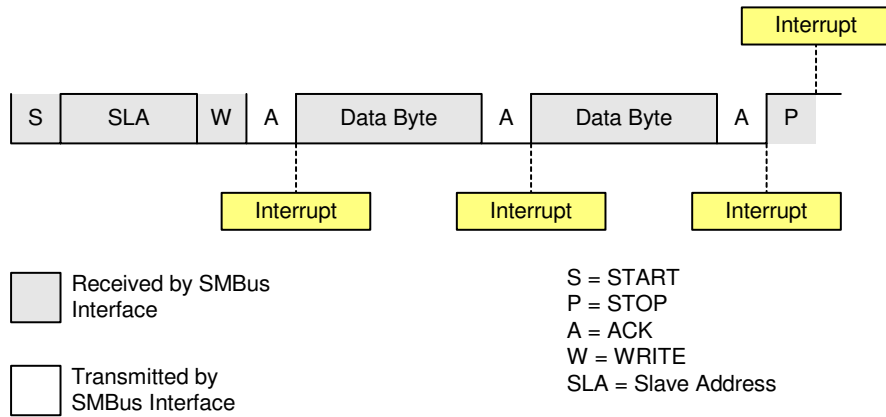 Interrupt
S SLA W A Data Byte A Data Byte A P
Interrupt Interrupt Interrupt
Received by SMBus
Interface
Transmitted by
SMBus Interface
S = START
P = STOP
A = ACK
W = WRITE
SLA = Slave Address